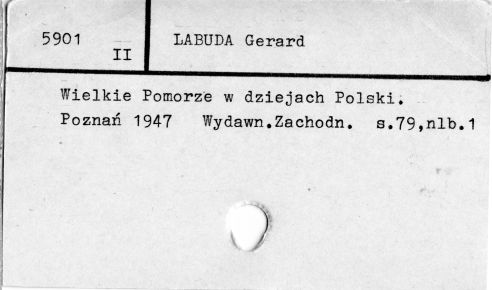 5901
II
LABUDA Gerard
Wielkie Pomorze w dziejach Polski.
Poznań 1947 Wydawn.Zachodn. s.79,nlb.1